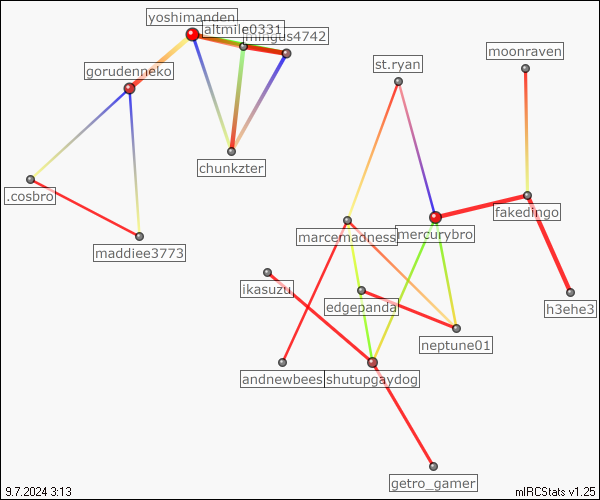 yoshimanden
altmile0331
mingus4742
moonraven
st.ryan
gorudenneko
chunkzter
.cosbro
fakedingo
mercurybro
marcemadness
maddiee3773
ikasuzu
edgepanda
h3ehe3
neptune01
andnewbees
shutupgaydog
getro_gamer
9.7.2024 3:13
mIRCStats v1.25